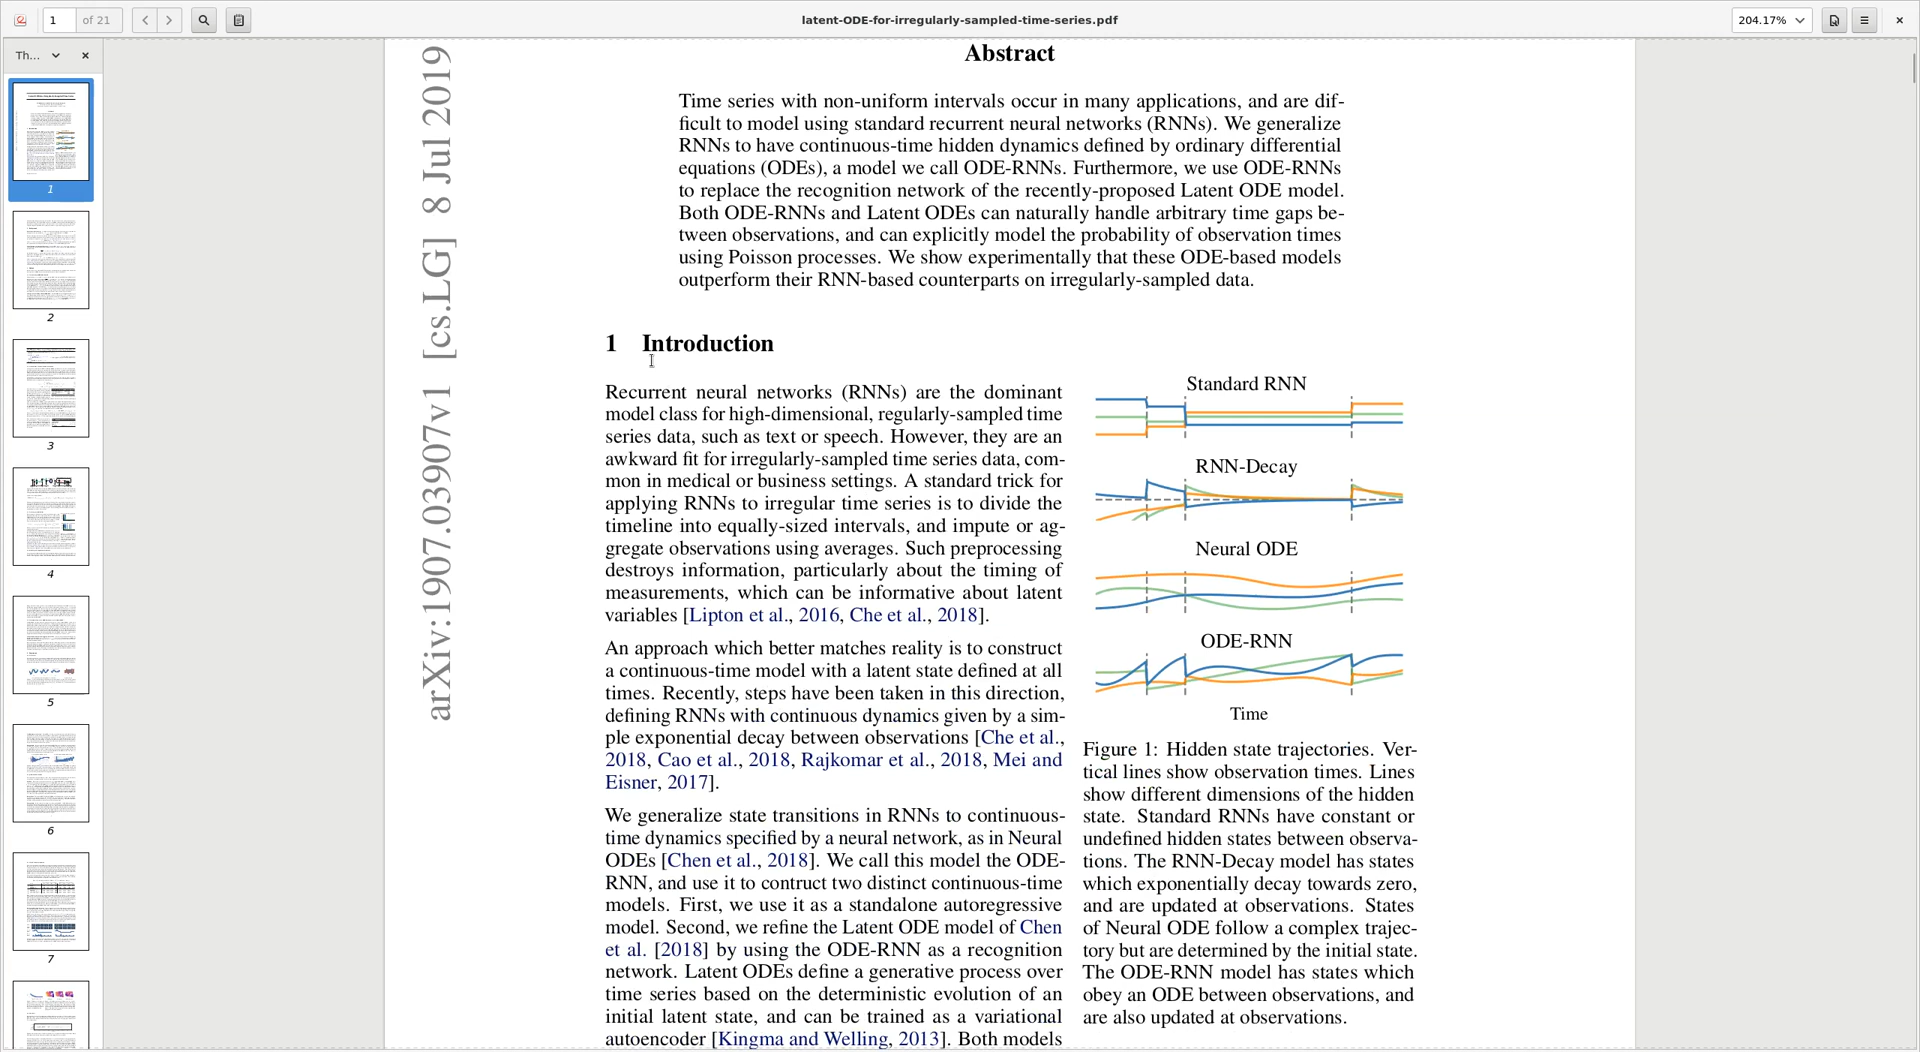 1 of 21
latent-ODE-for-irregularly-sampled-time-series.pdf
204.17%
Th...
1
2
3
4
5
6
7
arXiv:1907.03907v1 [cs.LG] 8 Jul 2019
Abstract
Time series with non-uniform intervals occur in many applications, and are dif-
ficult to model using standard recurrent neural networks (RNNs). We generalize
RNNs to have continuous-time hidden dynamics defined by ordinary differential
equations (ODEs), a model we call ODE-RNNs. Furthermore, we use ODE-RNNs
to replace the recognition network of the recently-proposed Latent ODE model.
Both ODE-RNNs and Latent ODEs can naturally handle arbitrary time gaps be-
tween observations, and can explicitly model the probability of observation times
using Poisson processes. We show experimentally that these ODE-based models
outperform their RNN-based counterparts on irregularly-sampled data.
1 Introduction
Recurrent neural networks (RNNs) are the dominant
model class for high-dimensional, regularly-sampled time
series data, such as text or speech. However, they are an
awkward fit for irregularly-sampled time series data, com-
mon in medical or business settings. A standard trick for
applying RNNs to irregular time series is to divide the
timeline into equally-sized intervals, and impute or ag-
gregate observations using averages. Such preprocessing
destroys information, particularly about the timing of
measurements, which can be informative about latent
variables [Lipton et al., 2016, Che et al., 2018].
An approach which better matches reality is to construct
a continuous-time model with a latent state defined at all
times. Recently, steps have been taken in this direction,
defining RNNs with continuous dynamics given by a sim-
ple exponential decay between observations [Che et al.,
2018, Cao et al., 2018, Rajkomar et al., 2018, Mei and
Eisner, 2017].
We generalize state transitions in RNNs to continuous-
time dynamics specified by a neural network, as in Neural
ODEs [Chen et al., 2018]. We call this model the ODE-
RNN, and use it to contruct two distinct continuous-time
models. First, we use it as a standalone autoregressive
model. Second, we refine the Latent ODE model of Chen
et al. [2018] by using the ODE-RNN as a recognition
network. Latent ODEs define a generative process over
time series based on the deterministic evolution of an
initial latent state, and can be trained as a variational
autoencoder [Kingma and Welling, 2013]. Both models
Standard RNN
RNN-Decay
Neural ODE
ODE-RNN
Time
Figure 1: Hidden state trajectories. Ver-
tical lines show observation times. Lines
show different dimensions of the hidden
state. Standard RNNs have constant or
undefined hidden states between observa-
tions. The RNN-Decay model has states
which exponentially decay towards zero,
and are updated at observations. States
of Neural ODE follow a complex trajec-
tory but are determined by the initial state.
The ODE-RNN model has states which
obey an ODE between observations, and
are also updated at observations.